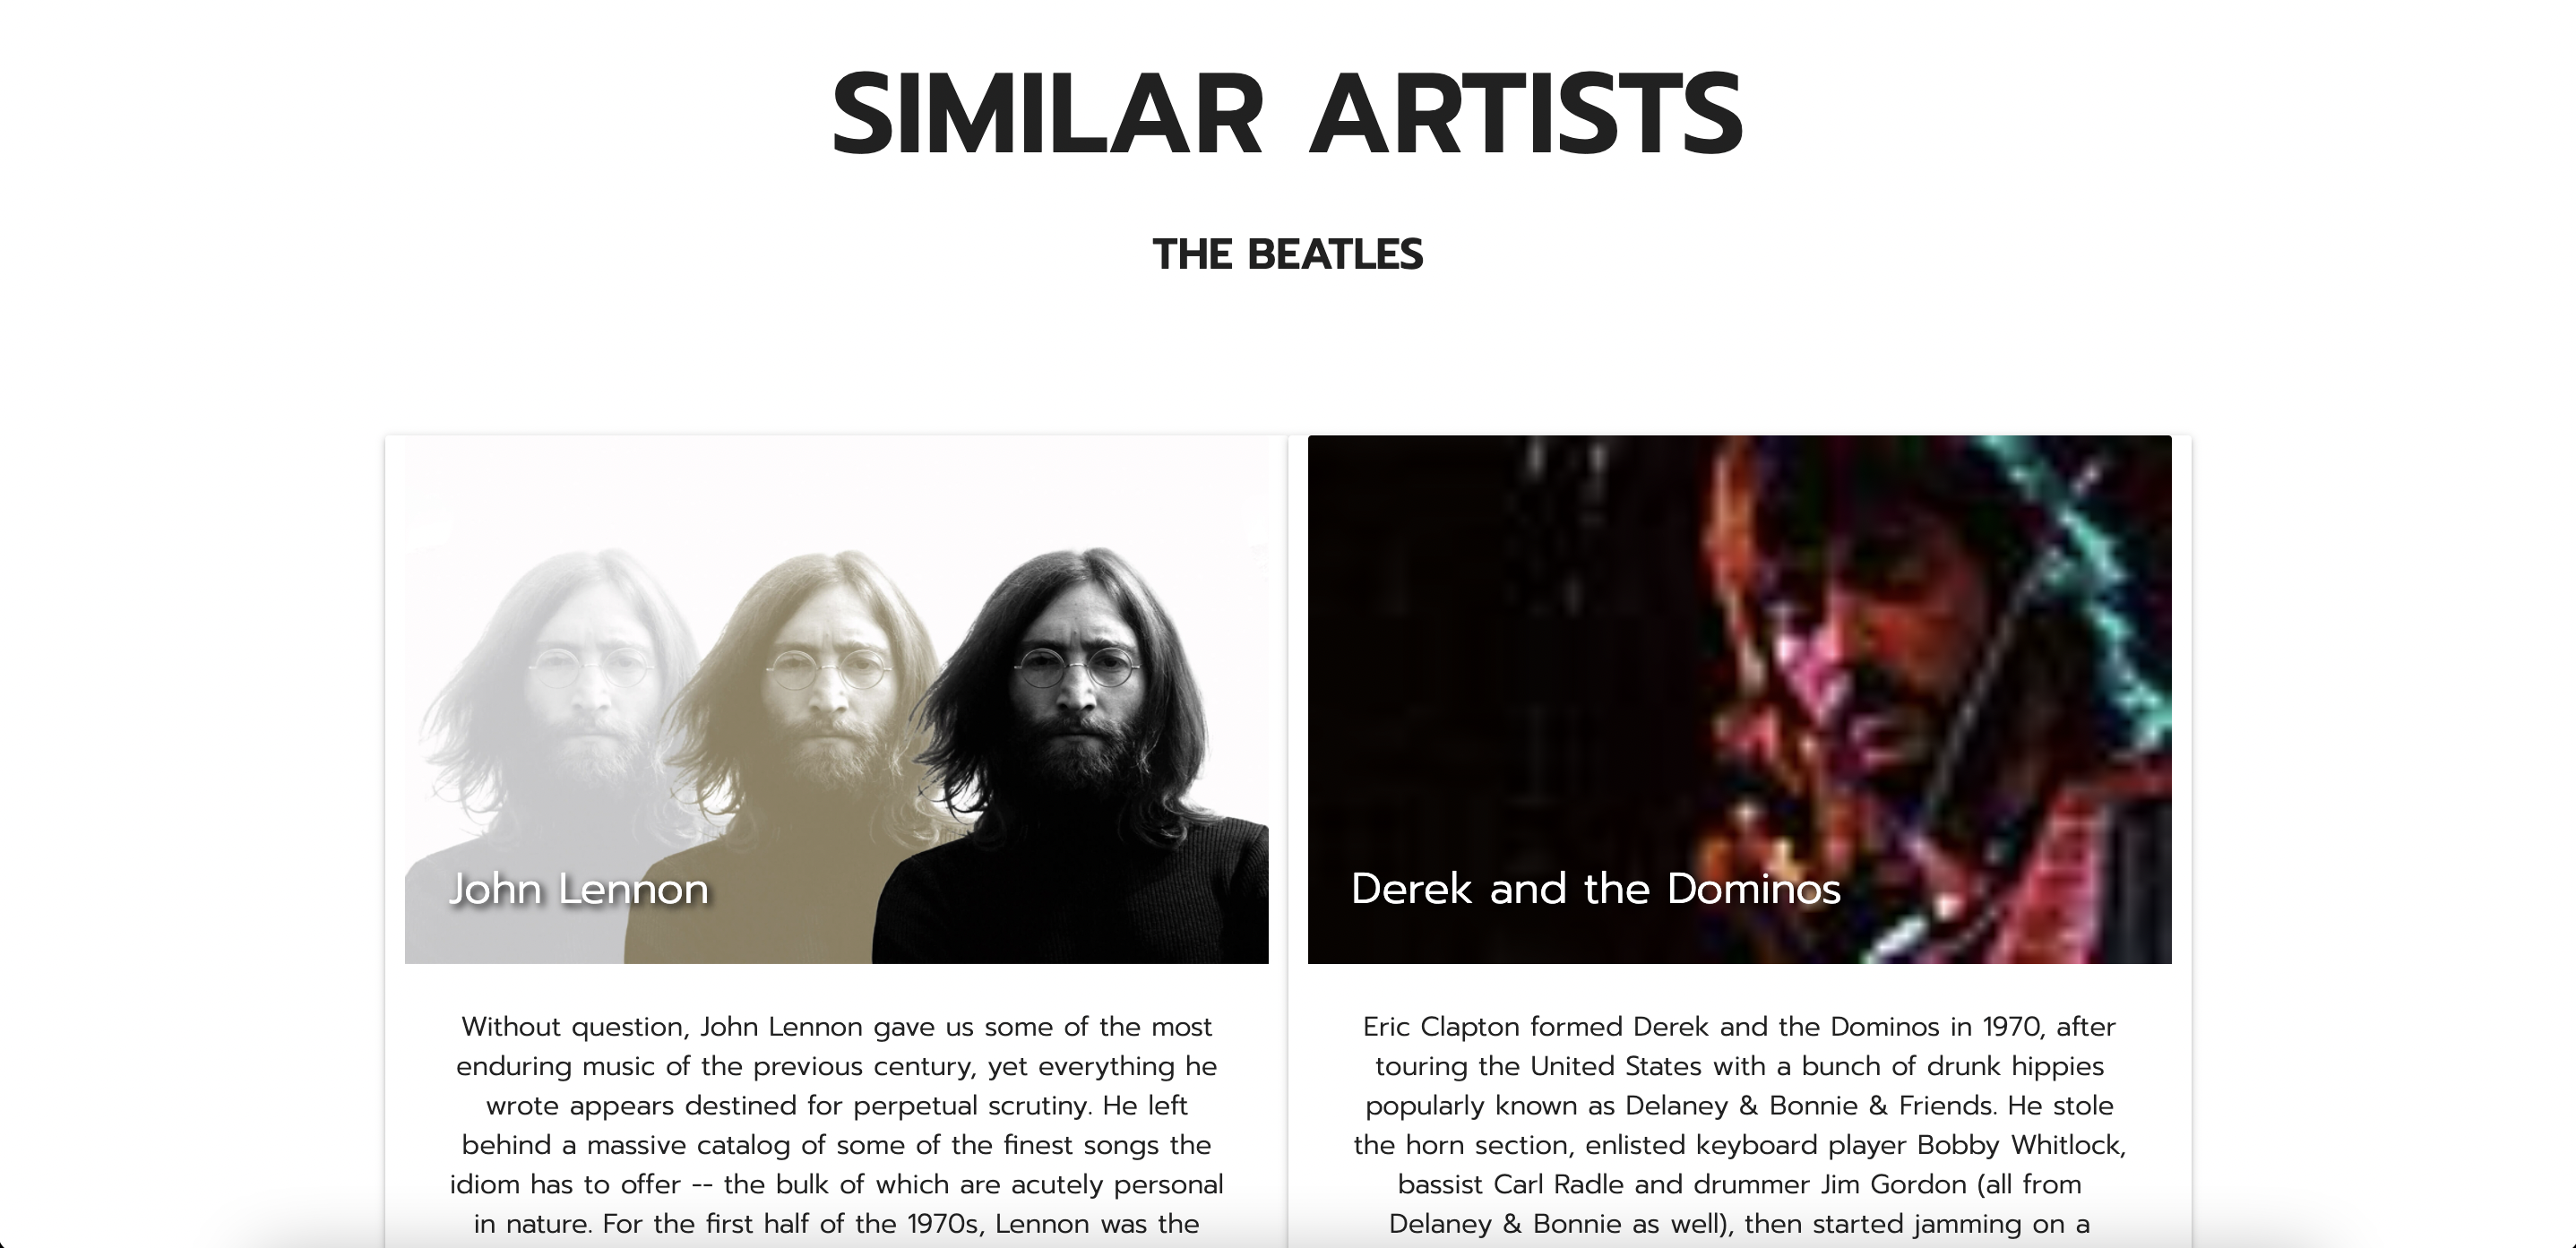 SIMILAR ARTISTS
THE BEATLES
John Lennon
Without question, John Lennon gave us some of the most
enduring music of the previous century, yet everything he
wrote appears destined for perpetual scrutiny. He left
behind a massive catalog of some of the finest songs the
idiom has to offer -- the bulk of which are acutely personal
in nature. For the first half of the 1970s, Lennon was the
Derek and the Dominos
Eric Clapton formed Derek and the Dominos in 1970, after
touring the United States with a bunch of drunk hippies
popularly known as Delaney & Bonnie & Friends. He stole
the horn section, enlisted keyboard player Bobby Whitlock,
bassist Carl Radle and drummer Jim Gordon (all from
Delaney & Bonnie as well), then started jamming on a